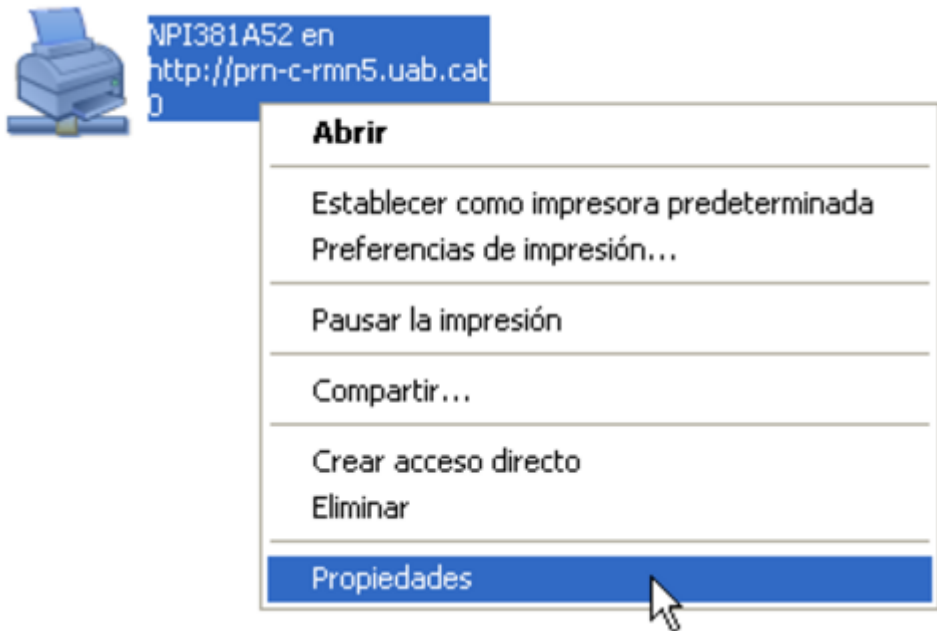 NPI381A52 en
http://prn-c-rmn5.uab.cat
0
Abrir
Establecer como impresora predeterminada
Preferencias de impresión...
Pausar la impresión
Compartir...
Crear acceso directo
Eliminar
Propiedades